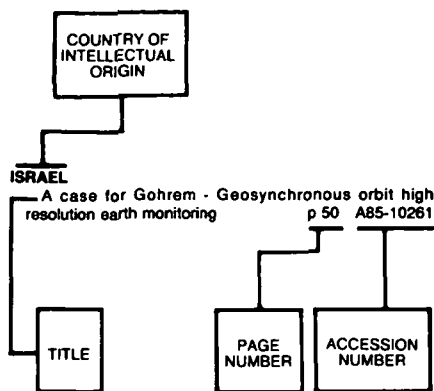 COUNTRY OF
INTELLECTUAL
ORIGIN
ISRAEL
A case for Gohrem - Geosynchronous orbit high
resolution earth monitoring p 50 A85-10261
TITLE
PAGE
NUMBER
ACCESSION
NUMBER